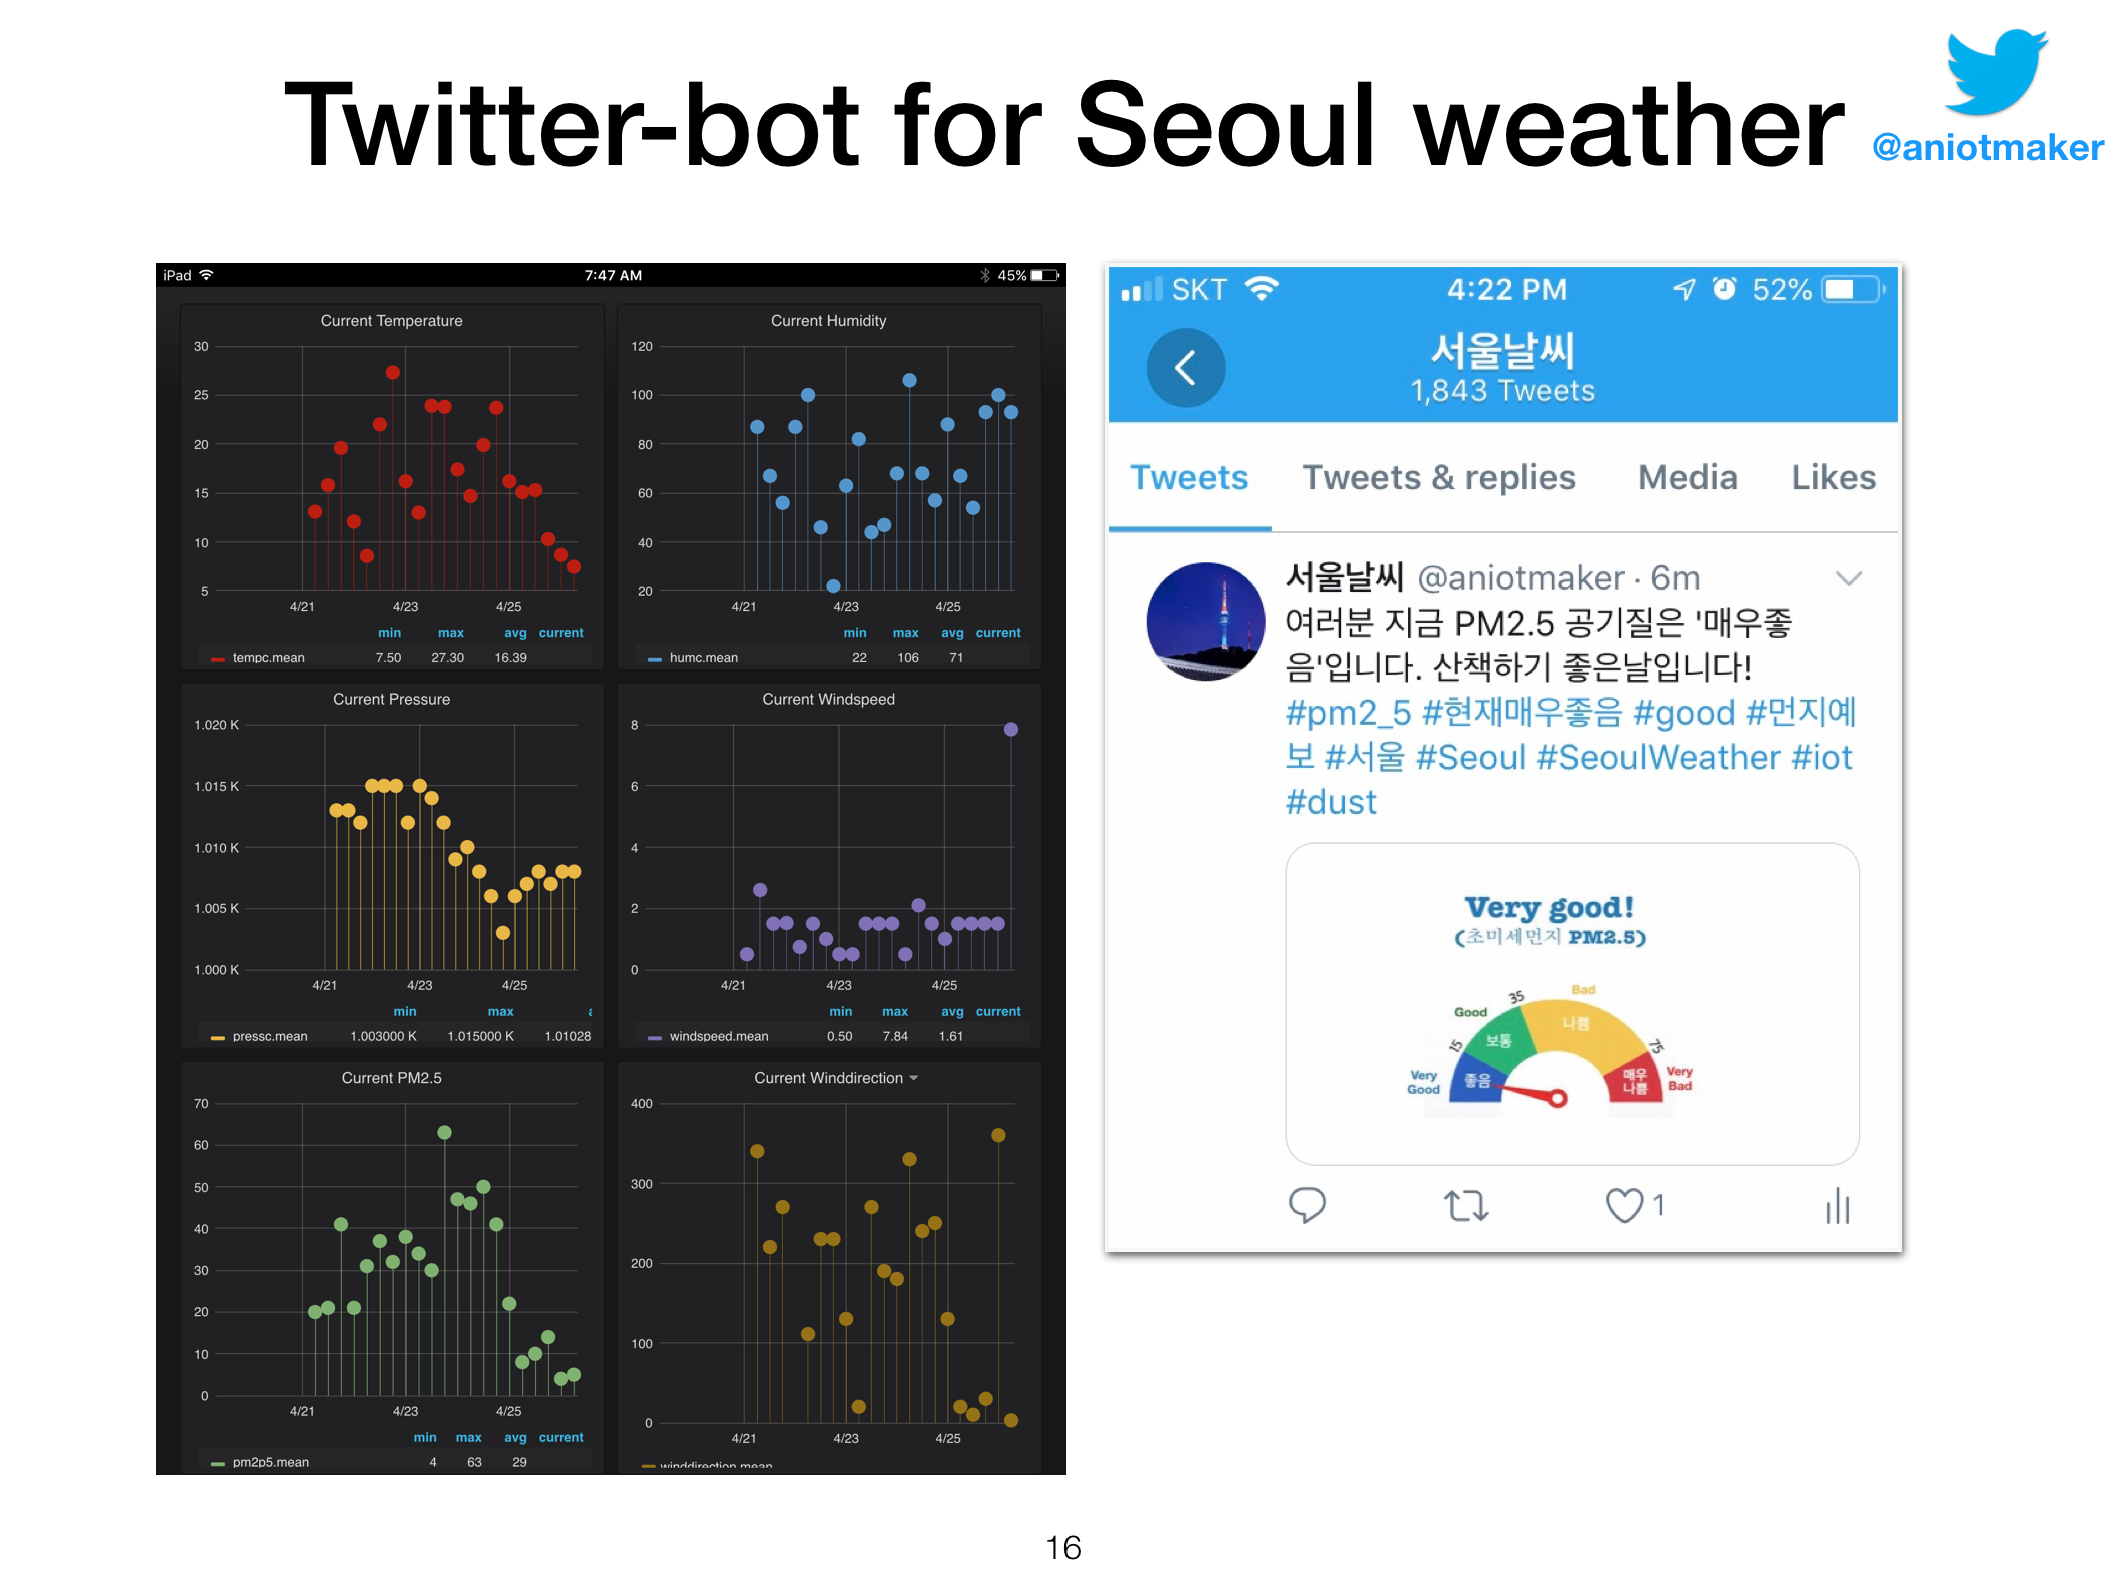 Twitter-bot for Seoul weather
@aniotmaker
iPad 7:47 AM 45%
Current Temperature
30
25
20
15
10
5
4/21 4/23 4/25
min max avg current
tempc.mean 7.50 27.30 16.39
Current Humidity
120
100
80
60
40
20
4/21 4/23 4/25
min max avg current
humc.mean 22 106 71
Current Pressure
1.020 K
1.015 K
1.010 K
1.005 K
1.000 K
4/21 4/23 4/25
min max
pressc.mean 1.003000 K 1.015000 K 1.01028
Current Windspeed
8
6
4
2
0
4/21 4/23 4/25
min max avg current
windspeed.mean 0.50 7.84 1.61
Current PM2.5
70
60
50
40
30
20
10
0
4/21 4/23 4/25
min max avg current
pm2p5.mean 4 63 29
Current Winddirection
400
300
200
100
0
4/21 4/23 4/25
winddirection.mean
SKT 4:22 PM 52%
서울날씨
1,843 Tweets
Tweets Tweets & replies Media Likes
서울날씨 @aniotmaker · 6m
여러분 지금 PM2.5 공기질은 '매우좋
음'입니다. 산책하기 좋은날입니다!
#pm2_5 #현재매우좋음 #good #먼지예
보 #서울 #Seoul #SeoulWeather #iot
#dust
Very good!
(초미세먼지 PM2.5)
Bad
35
Good
나쁨
보통
15
75
Very
Good
좋음
매우
나쁨
Very
Bad
1
16